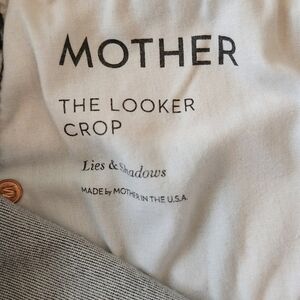 MOTHER
THE LOOKER
CROP
Lies & Shadows
MADE by MOTHER IN THE U.S.A.